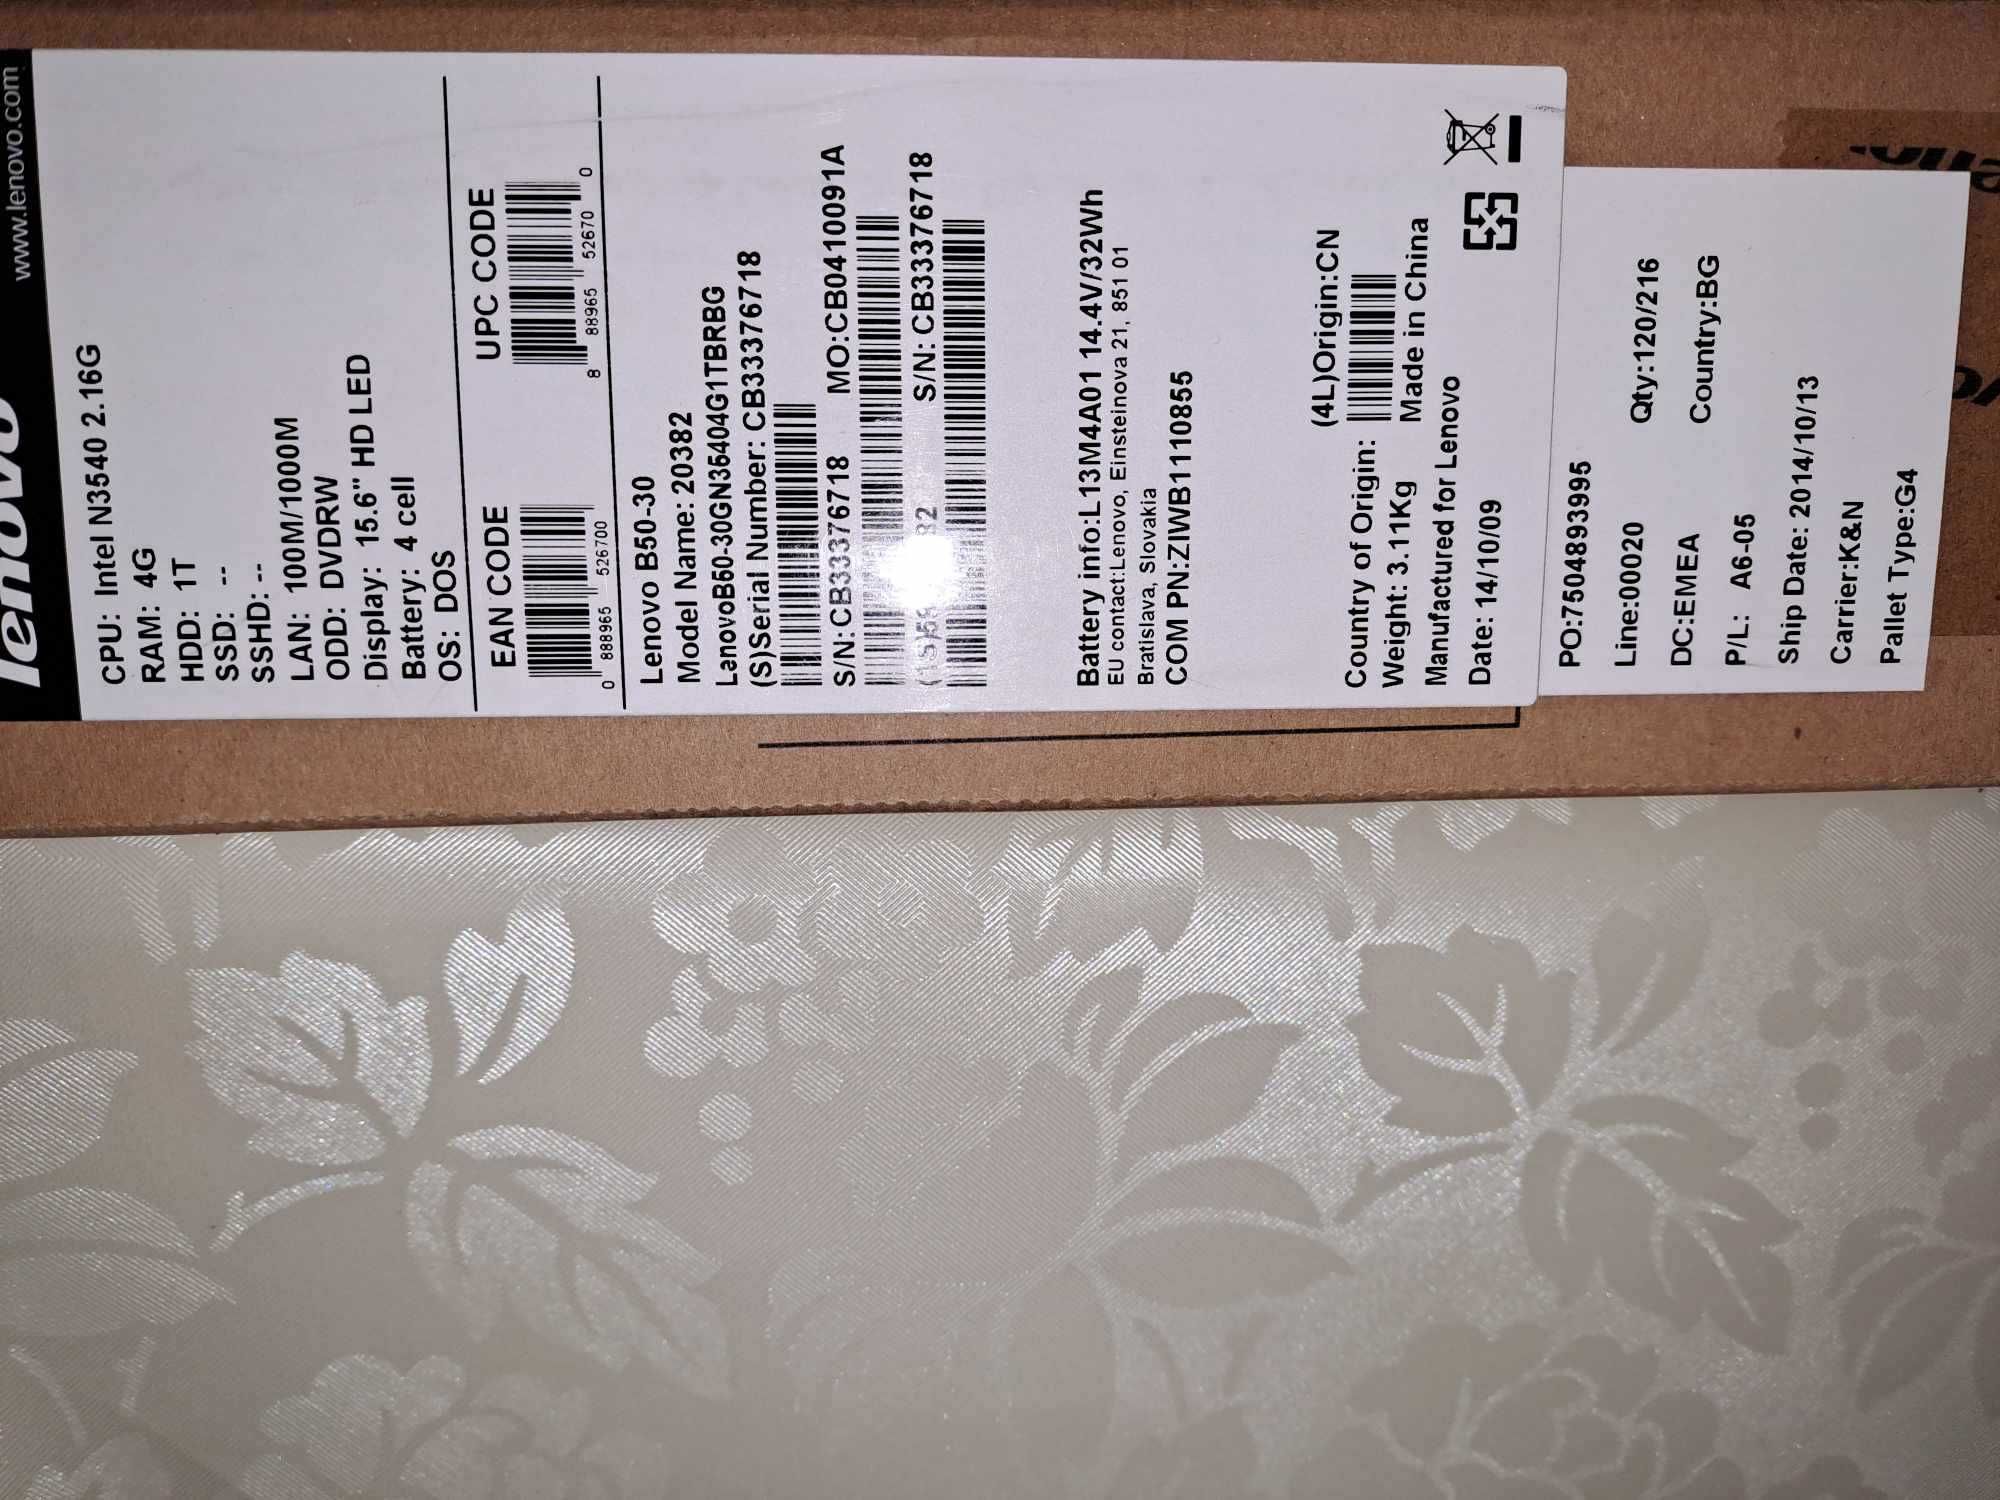 lenovo
www.lenovo.com
CPU: Intel N3540 2.16G
RAM: 4G
HDD: 1T
SSD: --
SSHD: --
LAN: 100M/1000M
ODD: DVDRW
Display: 15.6" HD LED
Battery: 4 cell
OS: DOS
EAN CODE
0 888965 526700
UPC CODE
8 88965 52670 0
Lenovo B50-30
Model Name: 20382
LanovoB60-30GN36404G1TBRBG
(S)Serial Number: CB33376718
S/N:CB33376718 MO:CB0410091A
S/N: CB33376718
Battery info:L13M4A01 14.4V/32Wh
EU contact:Lenovo, Einsteinova 21, 851 01
Bratislava, Slovakia
COM PN:ZIWB1110855
(4L)Origin:CN
Country of Origin:
Weight: 3.11Kg Made in China
Manufactured for Lenovo
Date: 14/10/09
PO:7504893995
Line:00020 Qty:120/216
DC:EMEA Country:BG
P/L: A6-05
Ship Date: 2014/10/13
Carrier:K&N
Pallet Type:G4